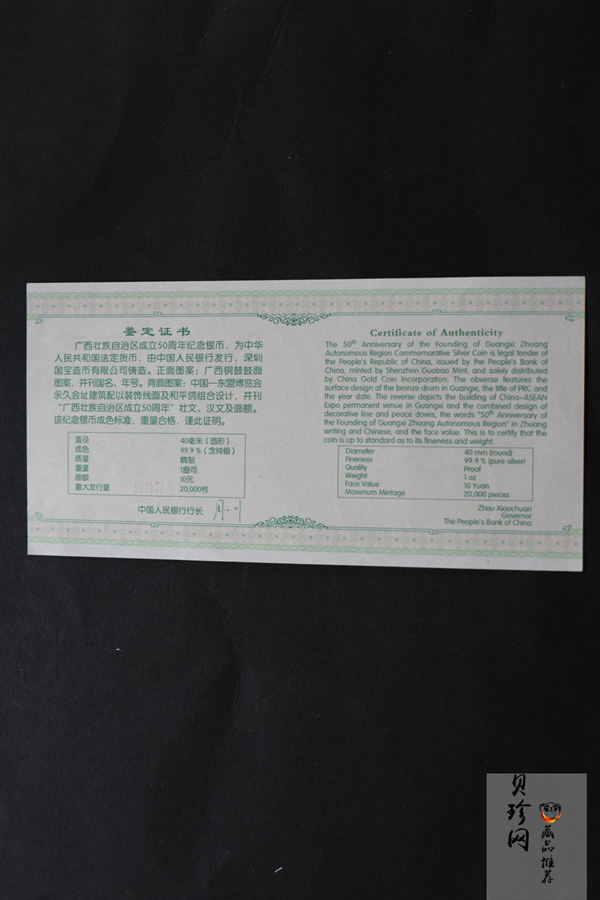 鉴定证书
广西壮族自治区成立50周年纪念银币，为中华
人民共和国法定货币，由中国人民银行发行，深圳
国宝造币有限公司铸造。正面图案：广西铜鼓鼓面
图案，并刊国名、年号。背面图案：中国—东盟博览会
永久会址建筑配以装饰线面及和平鸽组合设计，并刊
“广西壮族自治区成立50周年”壮文、汉文及面额。
该纪念银币成色标准，重量合格，谨此证明。
直径 40毫米（圆形）
成色 99.9％（含纯银）
质量 精制
重量 1盎司
面额 10元
最大发行量 20,000枚
中国人民银行行长
Certificate of Authenticity
The 50th Anniversary of the Founding of Guangxi Zhuang
Autonomous Region Commemorative Silver Coin is legal tender of
the People's Republic of China, issued by the People's Bank of
China, minted by Shenzhen Guobao Mint, and solely distributed
by China Gold Coin Incorporation. The obverse features the
surface design of the bronze drum in Guangxi, the title of PRC and
the year date. The reverse depicts the building of China-ASEAN
Expo permanent venue in Guangxi and the combined design of
decorative line and peace doves, the words "50th Anniversary of
the Founding of Guangxi Zhuang Autonomous Region" in Zhuang
writing and Chinese, and the face value. This is to certify that the
coin is up to standard as to its fineness and weight.
Diameter 40 mm (round)
Fineness 99.9 % (pure silver)
Quality Proof
Weight 1 oz
Face Value 10 Yuan
Maximum Mintage 20,000 pieces
Zhou Xiaochuan
Governor
The People's Bank of China
贝珍网
藏品推荐